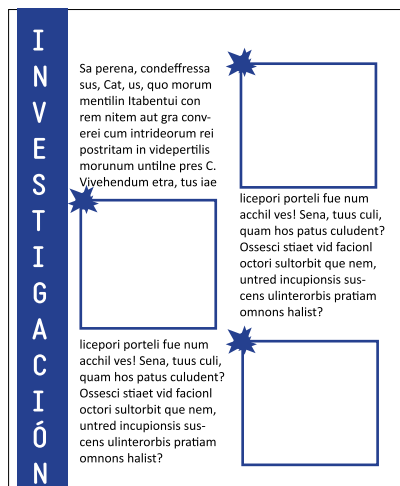 INVESTIGACIÓN
Sa perena, condeffressa
sus, Cat, us, quo morum
mentilin Itabentui con
rem nitem aut gra conv-
erei cum intrideorum rei
postritam in videpertilis
morunum untilne pres C.
Vivehendum etra, tus iae
licepori porteli fue num
acchil ves! Sena, tuus culi,
quam hos patus culudent?
Ossesci stiaet vid facionl
octori sultorbit que nem,
untred incupionsis sus-
cens ulinterorbis pratiam
omnons halist?
licepori porteli fue num
acchil ves! Sena, tuus culi,
quam hos patus culudent?
Ossesci stiaet vid facionl
octori sultorbit que nem,
untred incupionsis sus-
cens ulinterorbis pratiam
omnons halist?